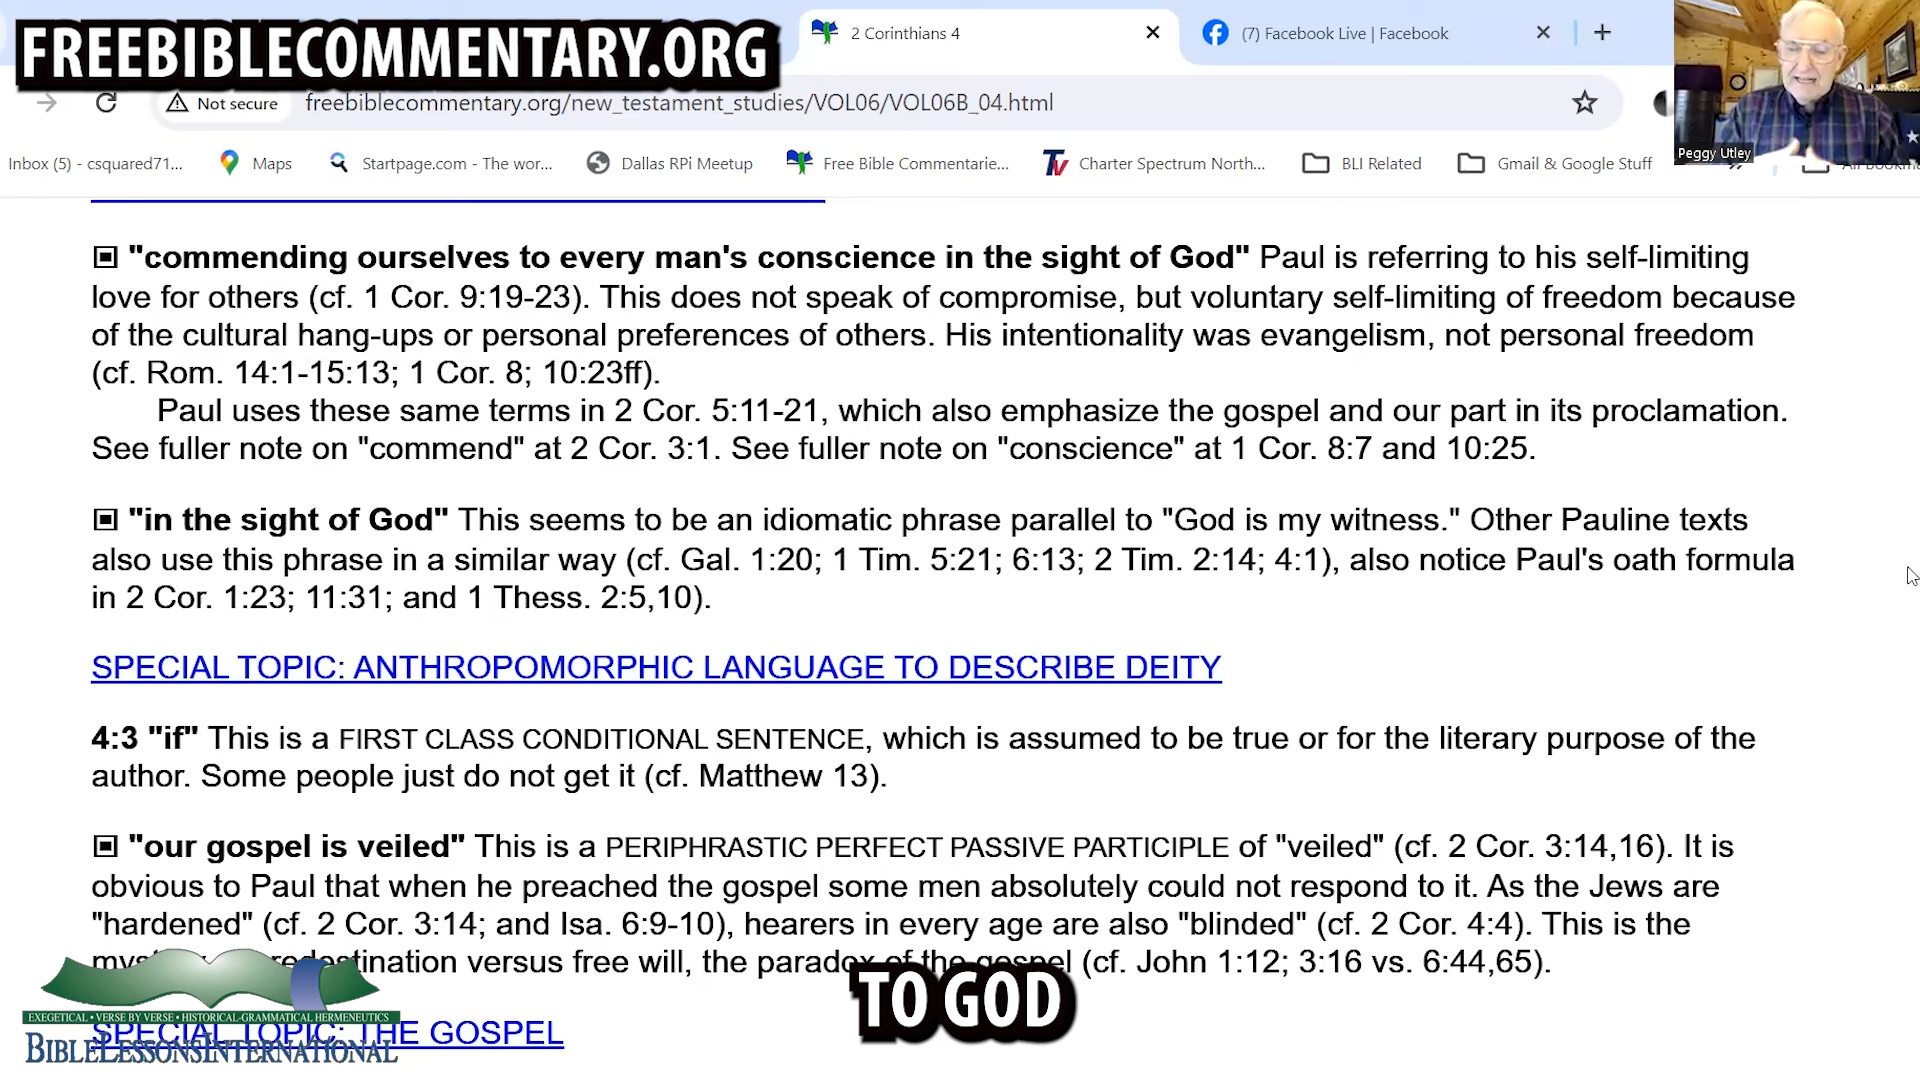 FREEBIBLECOMMENTARY.ORG
2 Corinthians 4
(7) Facebook Live | Facebook
Not secure
freebiblecommentary.org/new_testament_studies/VOL06/VOL06B_04.html
Peggy Utley
Inbox (5) - csquared71...
Maps
Startpage.com - The wor...
Dallas RPi Meetup
Free Bible Commentarie...
Charter Spectrum North...
BLI Related
Gmail & Google Stuff
"commending ourselves to every man's conscience in the sight of God" Paul is referring to his self-limiting
love for others (cf. 1 Cor. 9:19-23). This does not speak of compromise, but voluntary self-limiting of freedom because
of the cultural hang-ups or personal preferences of others. His intentionality was evangelism, not personal freedom
(cf. Rom. 14:1-15:13; 1 Cor. 8; 10:23ff).
Paul uses these same terms in 2 Cor. 5:11-21, which also emphasize the gospel and our part in its proclamation.
See fuller note on "commend" at 2 Cor. 3:1. See fuller note on "conscience" at 1 Cor. 8:7 and 10:25.
"in the sight of God" This seems to be an idiomatic phrase parallel to "God is my witness." Other Pauline texts
also use this phrase in a similar way (cf. Gal. 1:20; 1 Tim. 5:21; 6:13; 2 Tim. 2:14; 4:1), also notice Paul's oath formula
in 2 Cor. 1:23; 11:31; and 1 Thess. 2:5,10).
SPECIAL TOPIC: ANTHROPOMORPHIC LANGUAGE TO DESCRIBE DEITY
4:3 "if" This is a FIRST CLASS CONDITIONAL SENTENCE, which is assumed to be true or for the literary purpose of the
author. Some people just do not get it (cf. Matthew 13).
"our gospel is veiled" This is a PERIPHRASTIC PERFECT PASSIVE PARTICIPLE of "veiled" (cf. 2 Cor. 3:14,16). It is
obvious to Paul that when he preached the gospel some men absolutely could not respond to it. As the Jews are
"hardened" (cf. 2 Cor. 3:14; and Isa. 6:9-10), hearers in every age are also "blinded" (cf. 2 Cor. 4:4). This is the
versus free will, the paradox of the gospel (cf. John 1:12; 3:16 vs. 6:44,65).
TO GOD
EXEGETICAL • VERSE BY VERSE • HISTORICAL-GRAMMATICAL HERMENEUTICS
SPECIAL TOPIC: THE GOSPEL
BIBLELESSONSINTERNATIONAL